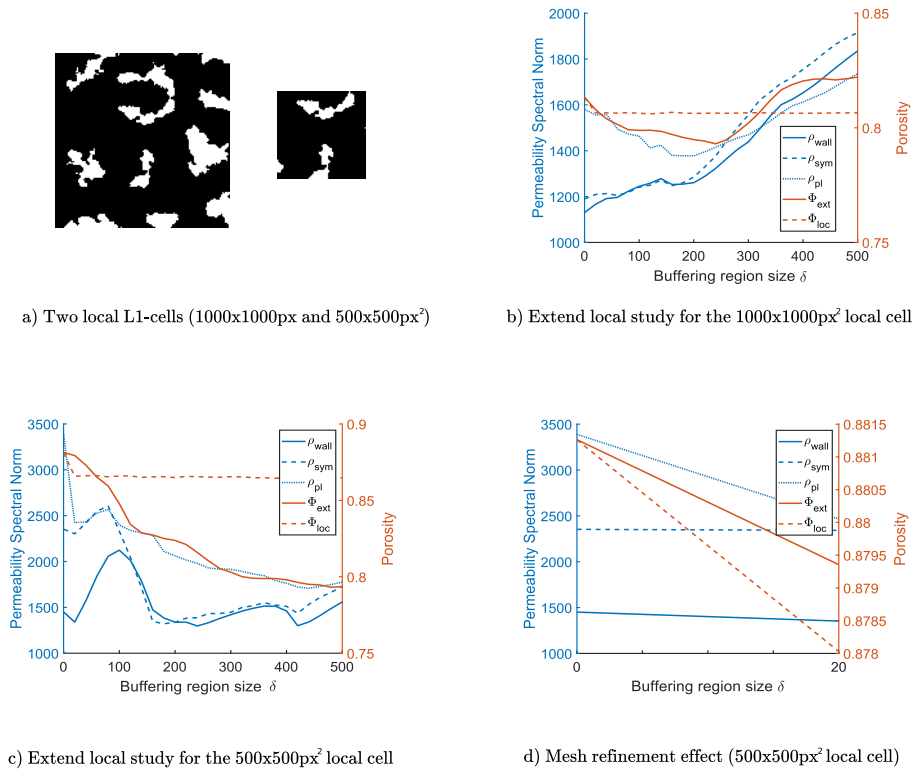 2000
1800
1600
1400
1200
1000
Permeability Spectral Norm
0.85
0.8
0.75
Porosity
ρwall
ρsym
ρpl
Φext
Φloc
0 100 200 300 400 500
Buffering region size δ
a) Two local L1-cells (1000x1000px and 500x500px²)
b) Extend local study for the 1000x1000px² local cell
3500
3000
2500
2000
1500
1000
Permeability Spectral Norm
0.9
0.85
0.8
0.75
Porosity
ρwall
ρsym
ρpl
Φext
Φloc
0 100 200 300 400 500
Buffering region size δ
3500
3000
2500
2000
1500
1000
Permeability Spectral Norm
0.8815
0.881
0.8805
0.88
0.8795
0.879
0.8785
0.878
Porosity
ρwall
ρsym
ρpl
Φext
Φloc
0 20
Buffering region size δ
c) Extend local study for the 500x500px² local cell
d) Mesh refinement effect (500x500px² local cell)